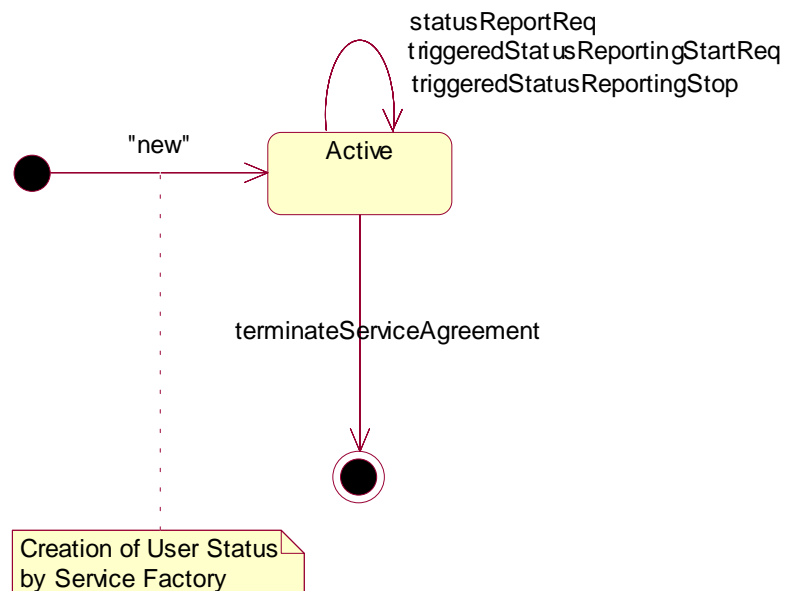 statusReportReq
triggeredStatusReportingStartReq
triggeredStatusReportingStop
"new"
Active
terminateServiceAgreement
Creation of User Status
by Service Factory